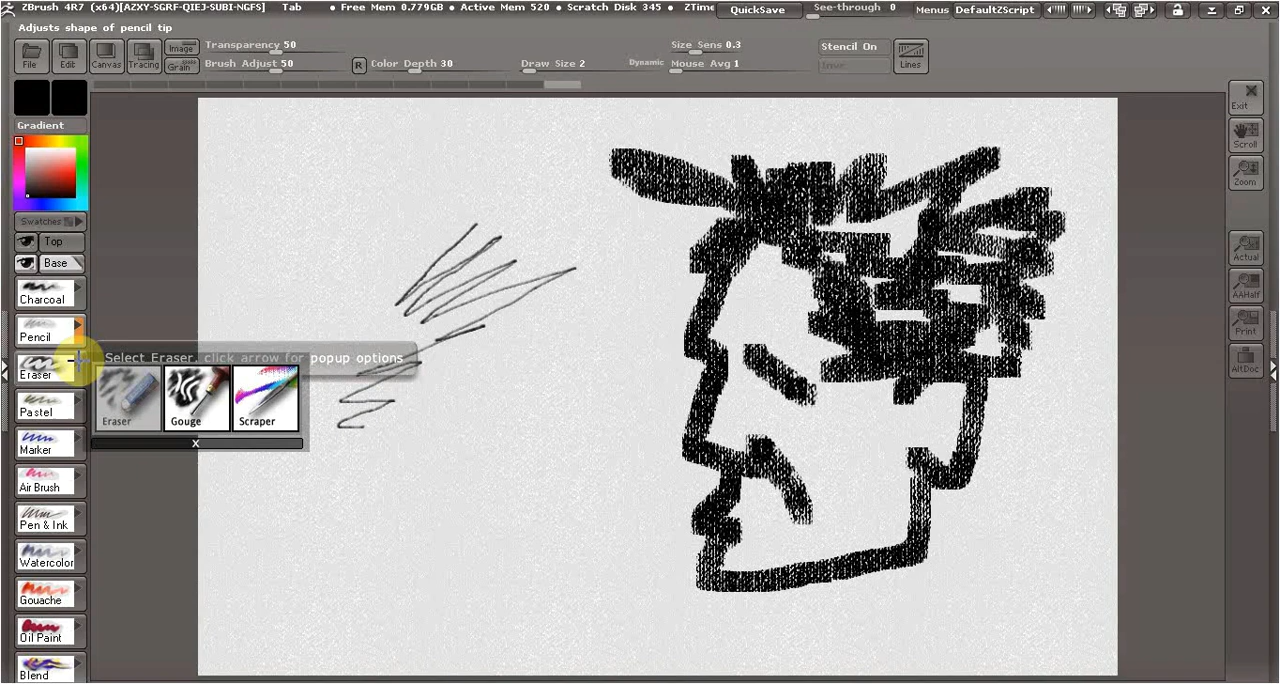 ZBrush 4R7 (x64)[AZXY-SGRF-QIEJ-SUBI-NGFS] Tab • Free Mem 0.779GB • Active Mem 520 • Scratch Disk 345 • ZTime QuickSave See-through 0 Menus DefaultZScript
Adjusts shape of pencil tip
File Edit Canvas Tracing Image Grain Transparency 50 Brush Adjust 50 R Color Depth 30 Draw Size 2 Dynamic Size Sens 0.3 Mouse Avg 1 Stencil On Invr Lines
Gradient
Swatches
Top
Base
Charcoal
Pencil
Select Eraser, click arrow for popup options
Eraser
Eraser Gouge Scraper
Pastel
x
Marker
Air Brush
Pen & Ink
Watercolor
Gouache
Oil Paint
Blend
Exit
Scroll
Zoom
Actual
AAHalf
Print
AltDoc